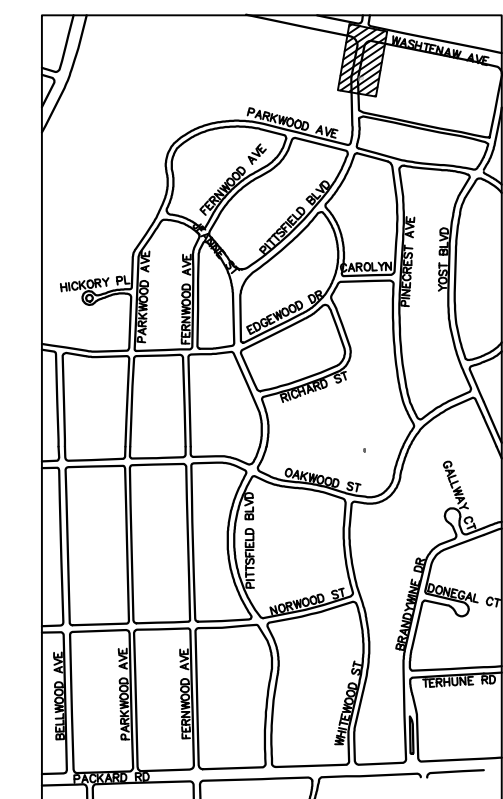 WASHTENAW AVE
PARKWOOD AVE
FERNWOOD AVE
PITTSFIELD BLVD
JEANNE ST
PINECREST AVE
YOST BLVD
CAROLYN
HICKORY PL
PARKWOOD AVE
FERNWOOD AVE
EDGEWOOD DR
RICHARD ST
OAKWOOD ST
GALLWAY CT
PITTSFIELD BLVD
BRANDYWINE DR
DONEGAL CT
NORWOOD ST
BELLWOOD AVE
PARKWOOD AVE
FERNWOOD AVE
WHITEWOOD ST
TERHUNE RD
PACKARD RD